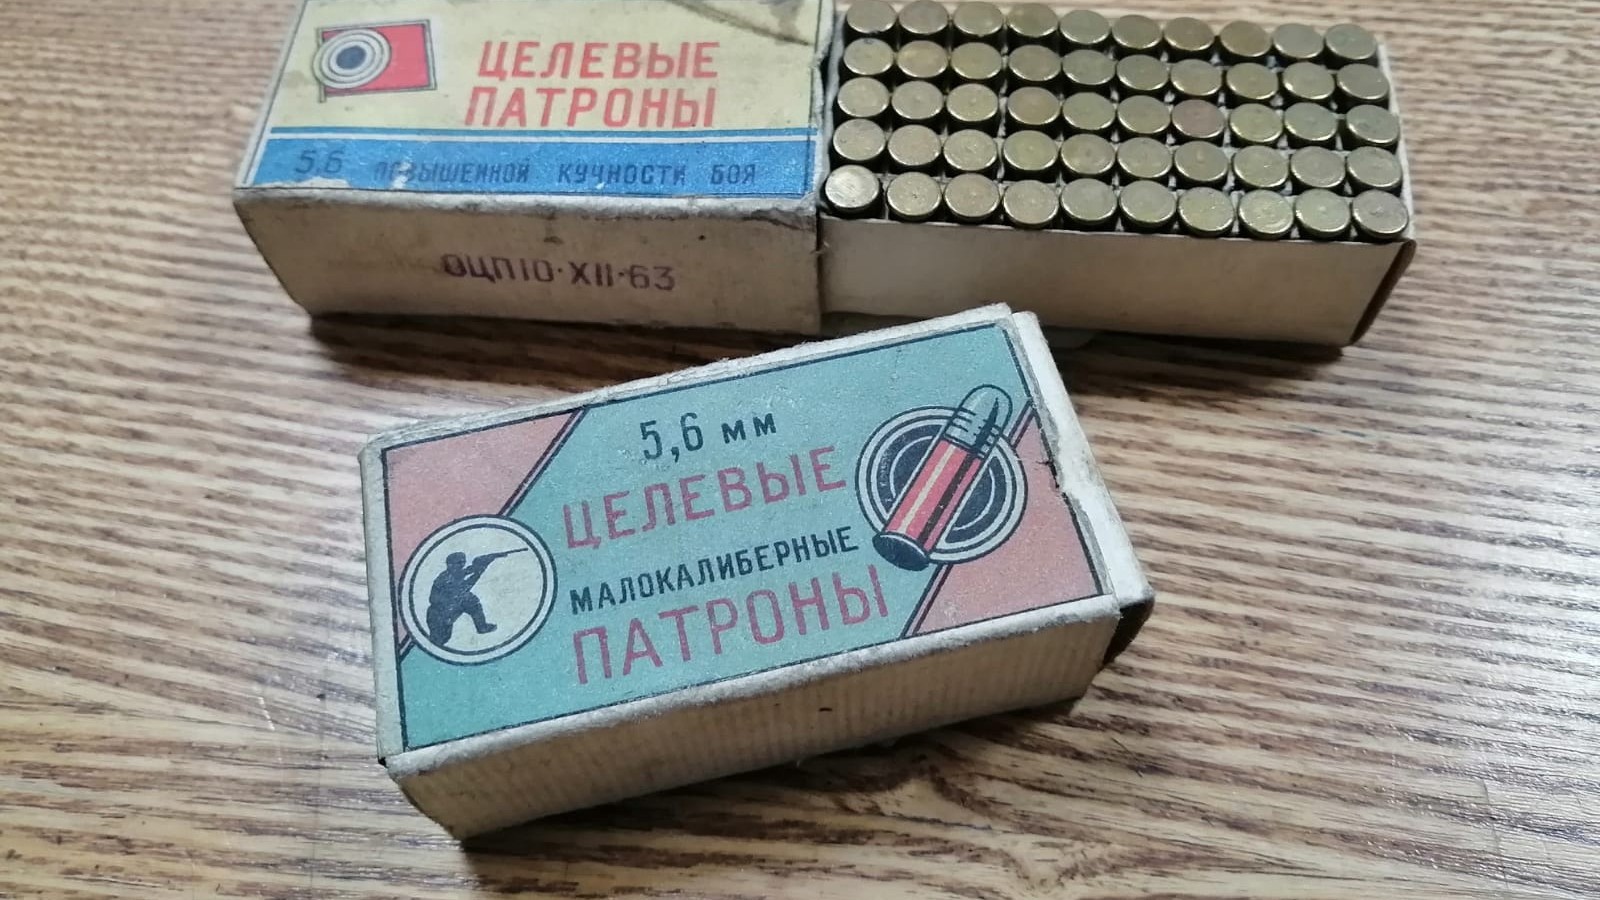 ЦЕЛЕВЫЕ
ПАТРОНЫ
5,6 ПОВЫШЕННОЙ КУЧНОСТИ БОЯ
ОЦП10·XII·63
5,6 мм
ЦЕЛЕВЫЕ
МАЛОКАЛИБЕРНЫЕ
ПАТРОНЫ